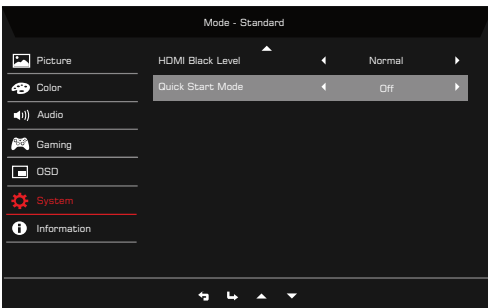 Mode - Standard
Picture
HDMI Black Level
Normal
Color
Quick Start Mode
Off
Audio
Gaming
OSD
System
Information